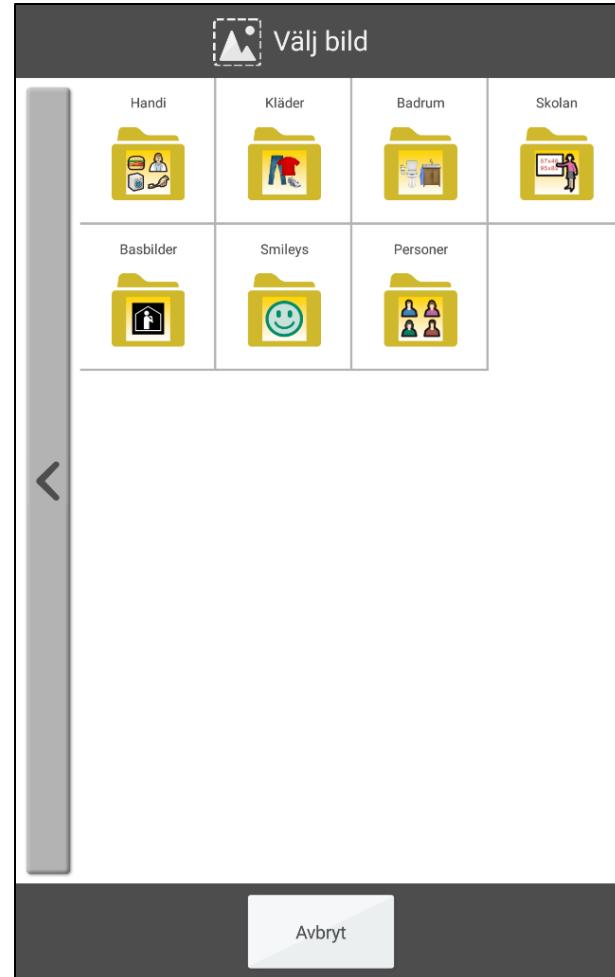 Välj bild
Handi
Kläder
Badrum
Skolan
Basbilder
Smileys
Personer
Avbryt